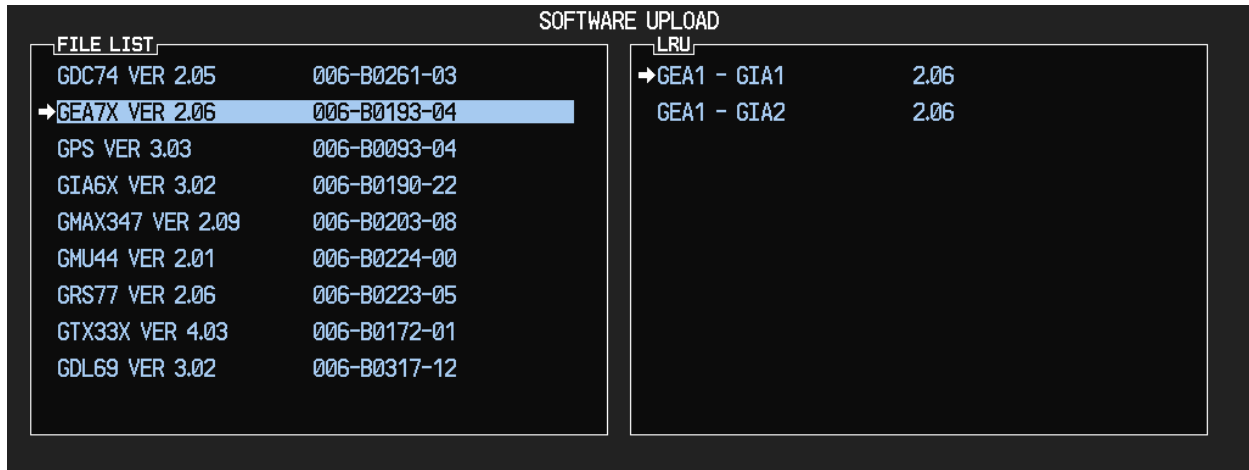 SOFTWARE UPLOAD
FILE LIST
GDC74 VER 2.05 006-B0261-03
GEA7X VER 2.06 006-B0193-04
GPS VER 3.03 006-B0093-04
GIA6X VER 3.02 006-B0190-22
GMAX347 VER 2.09 006-B0203-08
GMU44 VER 2.01 006-B0224-00
GRS77 VER 2.06 006-B0223-05
GTX33X VER 4.03 006-B0172-01
GDL69 VER 3.02 006-B0317-12
LRU
GEA1 - GIA1 2.06
GEA1 - GIA2 2.06